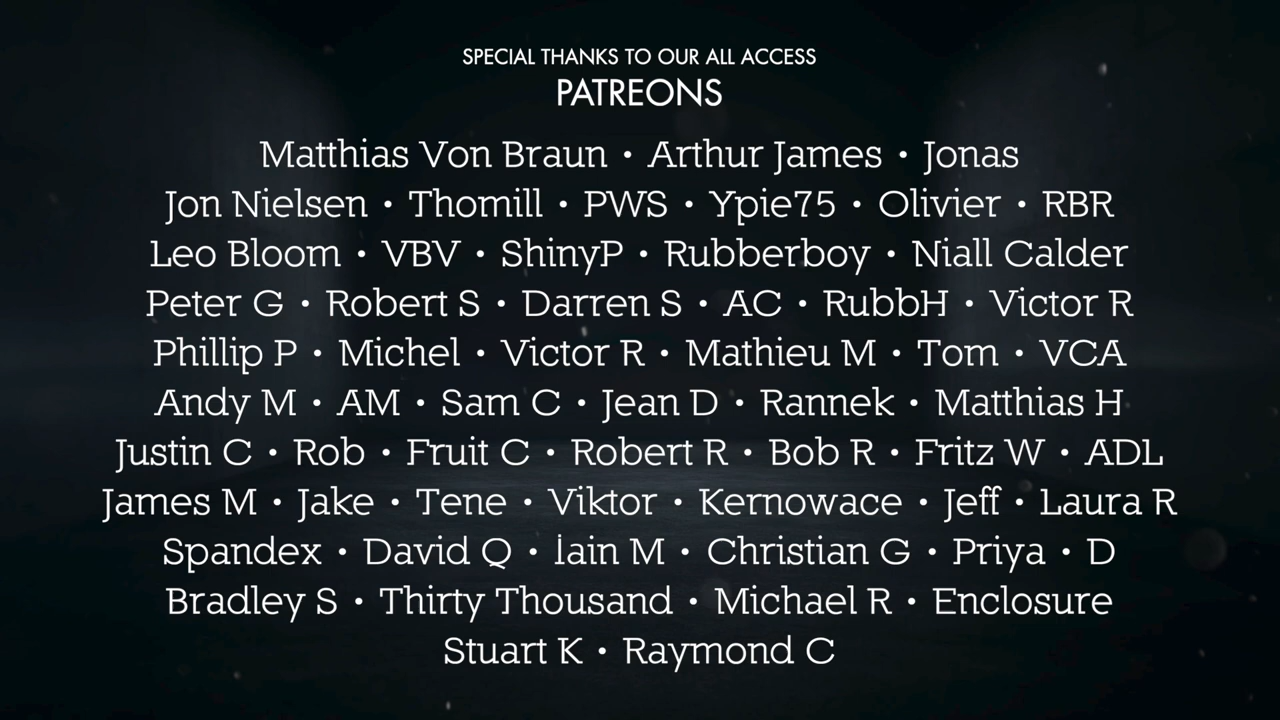 SPECIAL THANKS TO OUR ALL ACCESS
PATREONS
Matthias Von Braun • Arthur James • Jonas
Jon Nielsen • Thomill • PWS • Ypie75 • Olivier • RBR
Leo Bloom • VBV • ShinyP • Rubberboy • Niall Calder
Peter G • Robert S • Darren S • AC • RubbH • Victor R
Phillip P • Michel • Victor R • Mathieu M • Tom • VCA
Andy M • AM • Sam C • Jean D • Rannek • Matthias H
Justin C • Rob • Fruit C • Robert R • Bob R • Fritz W • ADL
James M • Jake • Tene • Viktor • Kernowace • Jeff • Laura R
Spandex • David Q • Iain M • Christian G • Priya • D
Bradley S • Thirty Thousand • Michael R • Enclosure
Stuart K • Raymond C